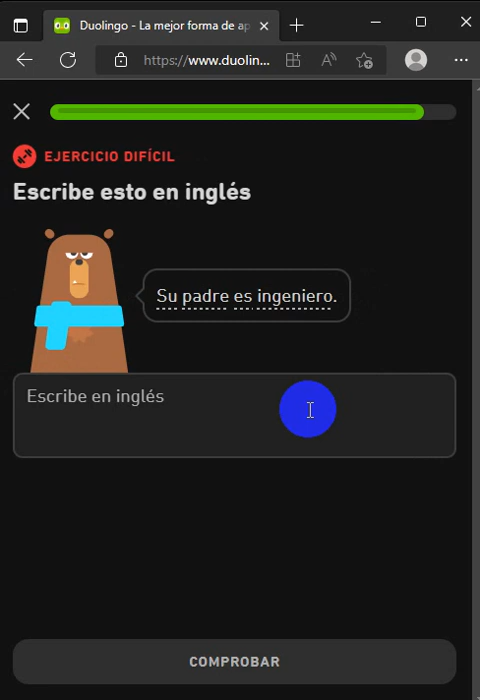 Duolingo - La mejor forma de ap
https://www.duolin...
EJERCICIO DIFÍCIL
Escribe esto en inglés
Su padre es ingeniero.
Escribe en inglés
COMPROBAR